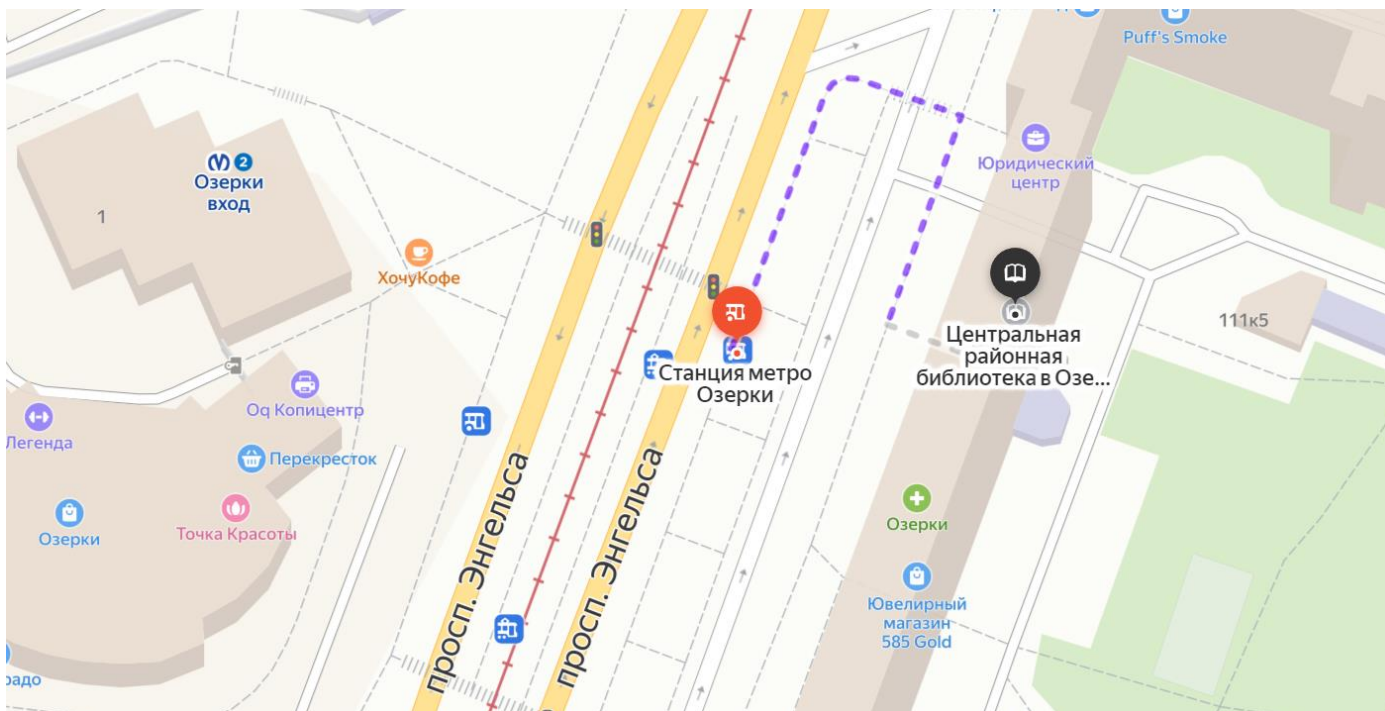 Puff's Smoke
2
Озерки
вход
1
ХочуКофе
Юридический
центр
Станция метро
Озерки
Центральная
районная
библиотека в Озе...
111к5
Oq Копицентр
Легенда
Перекресток
Точка Красоты
Озерки
Озерки
просп. Энгельса
просп. Энгельса
Ювелирный
магазин
585 Gold
радо